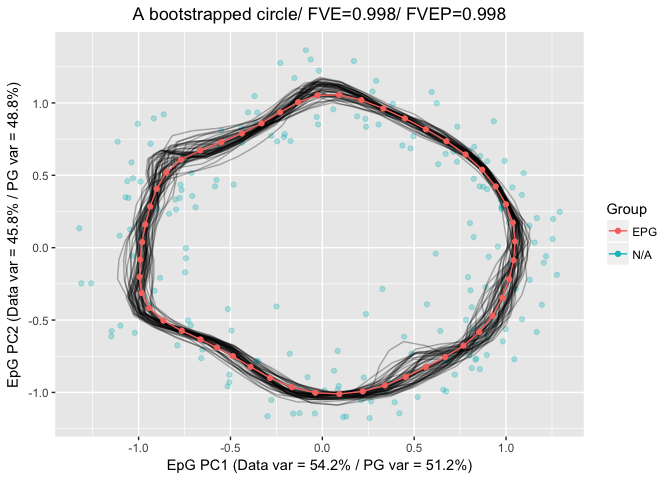 A bootstrapped circle/ FVE=0.998/ FVEP=0.998
EpG PC2 (Data var = 45.8% / PG var = 48.8%)
1.0
0.5
0.0
-0.5
-1.0
-1.0
-0.5
0.0
0.5
1.0
EpG PC1 (Data var = 54.2% / PG var = 51.2%)
Group
EPG
N/A